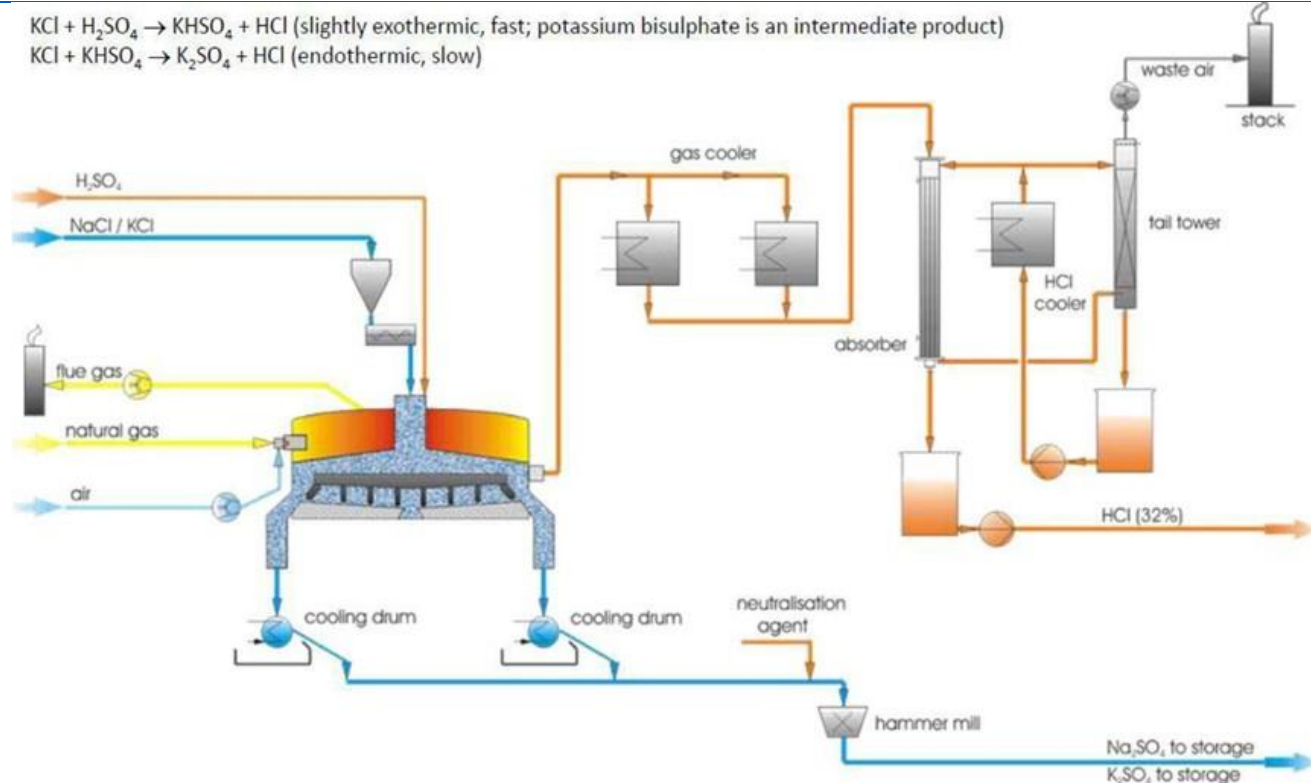 KCl + H₂SO₄ → KHSO₄ + HCl (slightly exothermic, fast; potassium bisulphate is an intermediate product)
KCl + KHSO₄ → K₂SO₄ + HCl (endothermic, slow)
waste air
stack
gas cooler
H₂SO₄
NaCl / KCl
tail tower
HCl
cooler
absorber
flue gas
natural gas
air
HCl (32%)
cooling drum
cooling drum
neutralisation
agent
hammer mill
Na₂SO₄ to storage
K₂SO₄ to storage